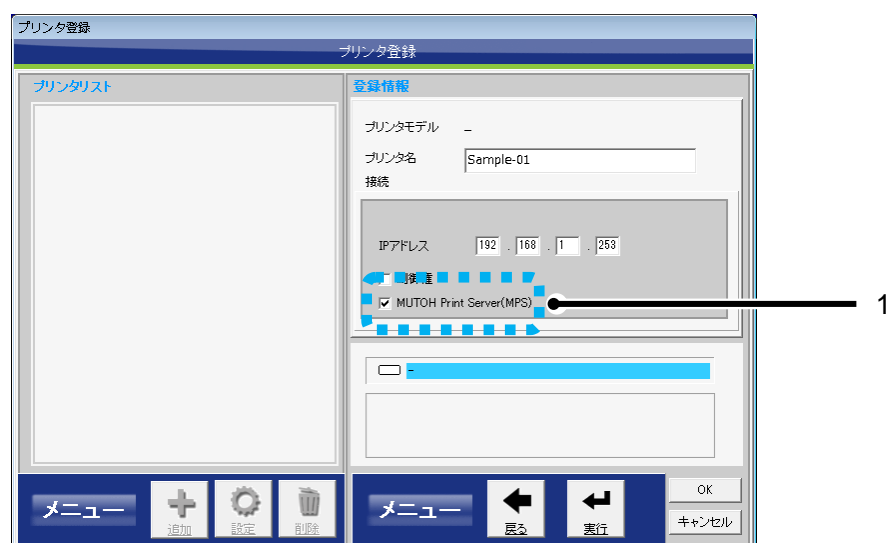 プリンタ登録
プリンタ登録
プリンタリスト
登録情報
プリンタモデル －
プリンタ名 Sample-01
接続
IPアドレス 192 . 168 . 1 . 253
制御権
MUTOH Print Server(MPS)
1
-
メニュー 追加 設定 削除
メニュー 戻る 実行
OK
キャンセル